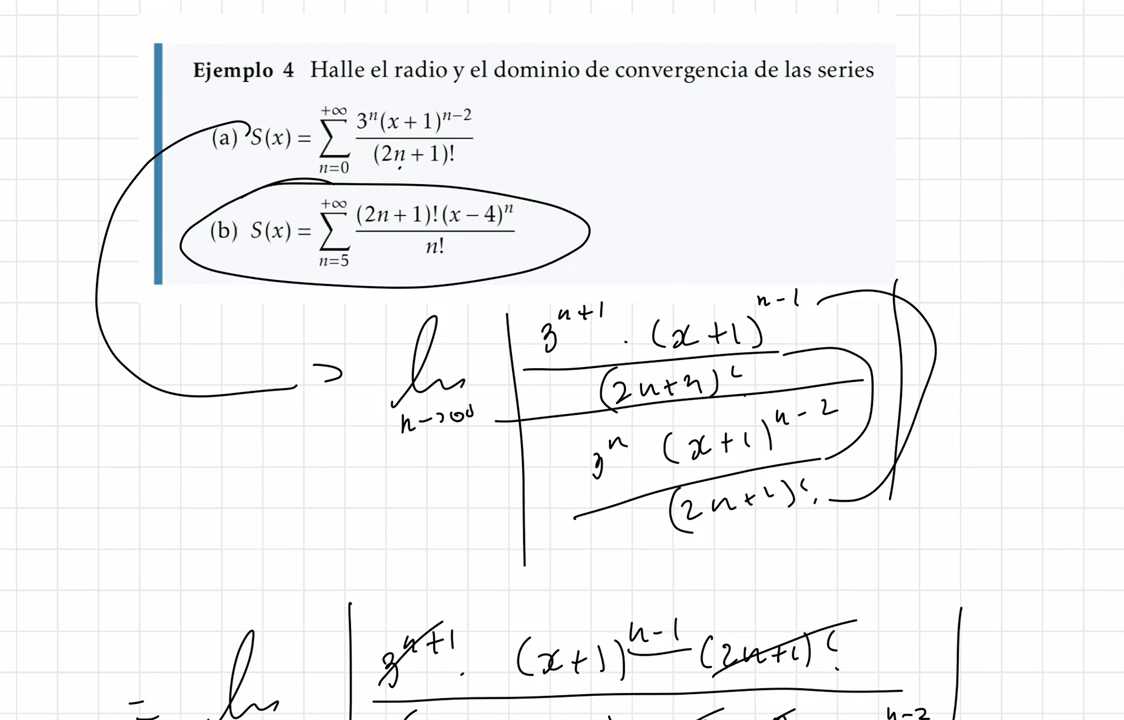 Ejemplo 4 Halle el radio y el dominio de convergencia de las series
(a) S(x) = ∑_{n=0}^{+∞} 3^n(x+1)^{n−2} / (2n+1)!
(b) S(x) = ∑_{n=5}^{+∞} (2n+1)!(x−4)^n / n!
lim_{n→∞} | 3^{n+1} · (x+1)^{n-1}
(2n+3)!
3^n (x+1)^{n-2}
(2n+1)! |
= lim | 3^{n+1} · (x+1)^{n-1} (2n+1)! |
n-2